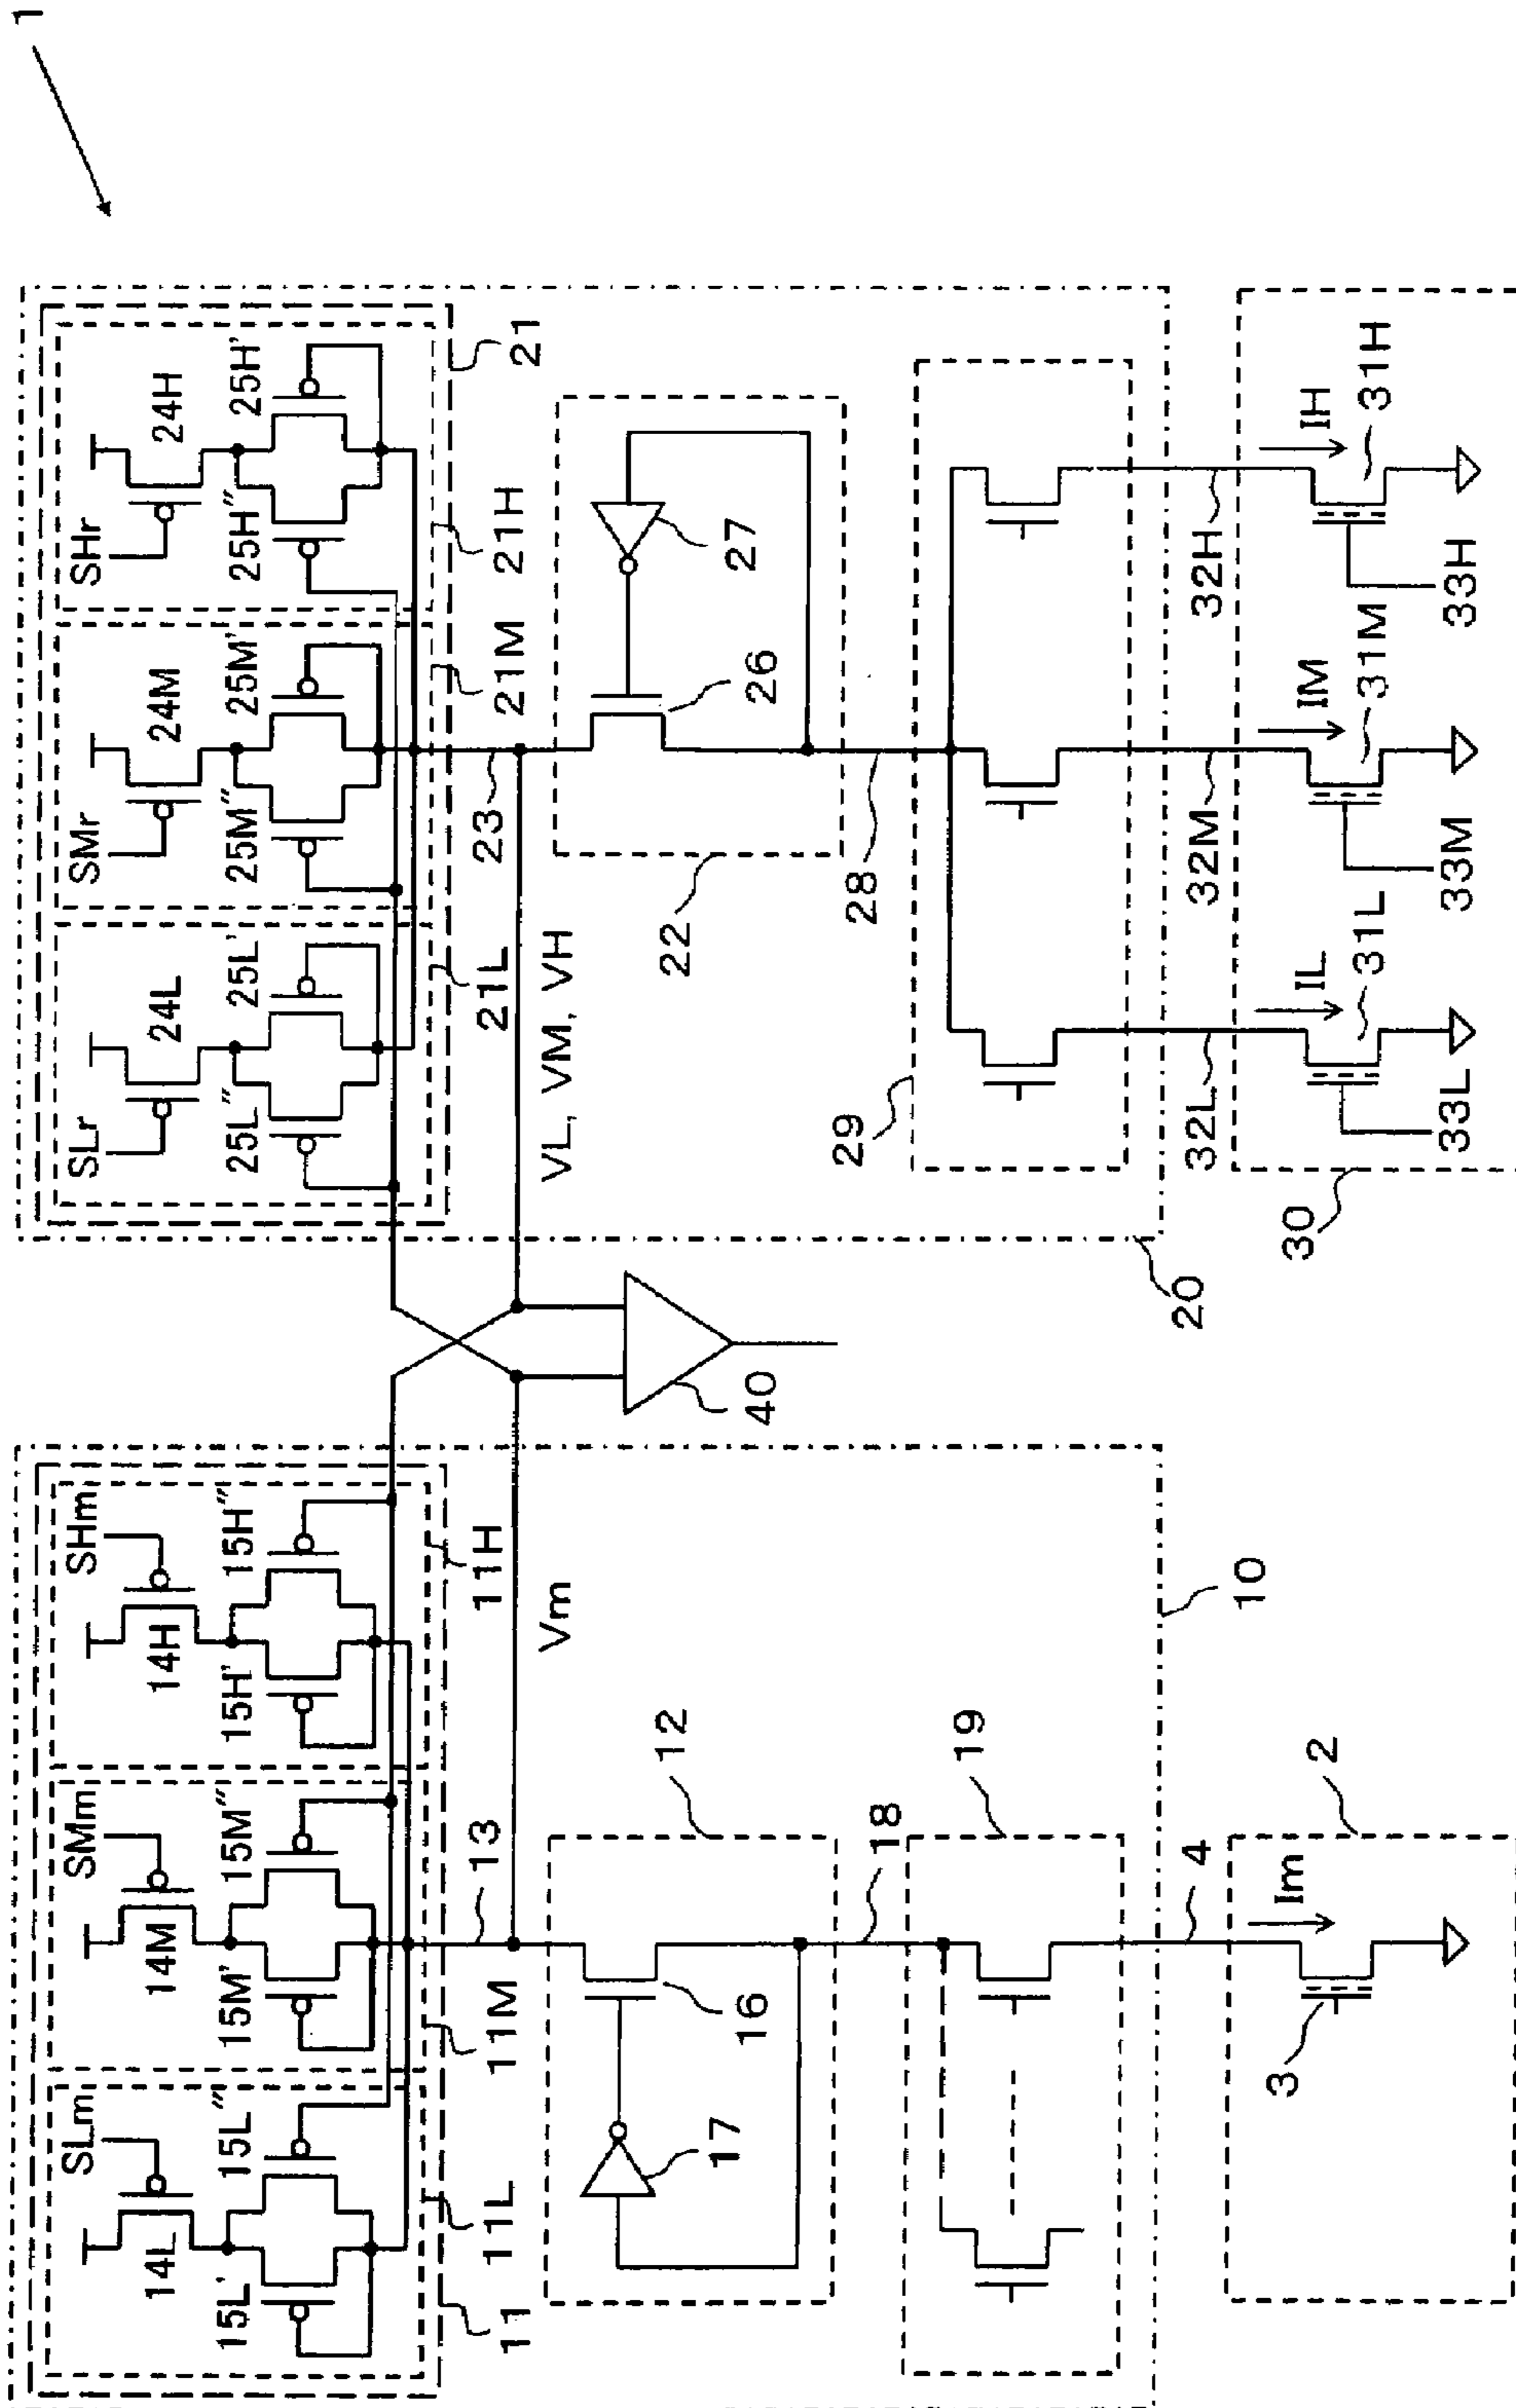 1
SLm
SMm
SHm
SLr
SMr
SHr
14L
14M
14H
24L
24M
24H
15L' 15L"
15M' 15M"
15H' 15H"
25L" 25L'
25M" 25M'
25H" 25H'
11
11L
11M
11H
21L
21M
21H
21
13
Vm
VL, VM, VH
23
12
17
16
40
22
26
27
18
28
19
29
10
20
4
32L
32M
32H
2
Im
3
30
IL
IM
IH
31L
31M
31H
33L
33M
33H